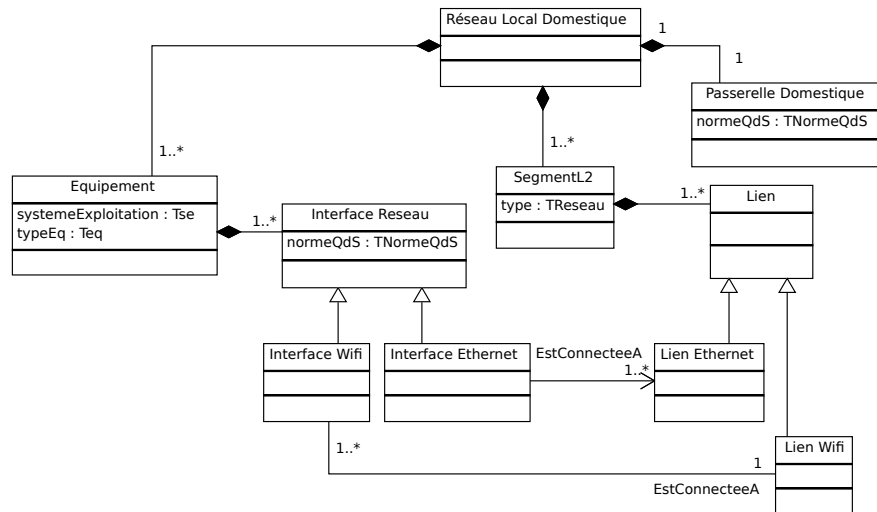 Réseau Local Domestique
1
1
Passerelle Domestique
normeQdS : TNormeQdS
1..*
1..*
Equipement
systemeExploitation : Tse
typeEq : Teq
1..*
Interface Reseau
normeQdS : TNormeQdS
SegmentL2
type : TReseau
1..*
Lien
Interface Wifi
Interface Ethernet
EstConnecteeA
1..*
Lien Ethernet
1..*
1
EstConnecteeA
Lien Wifi